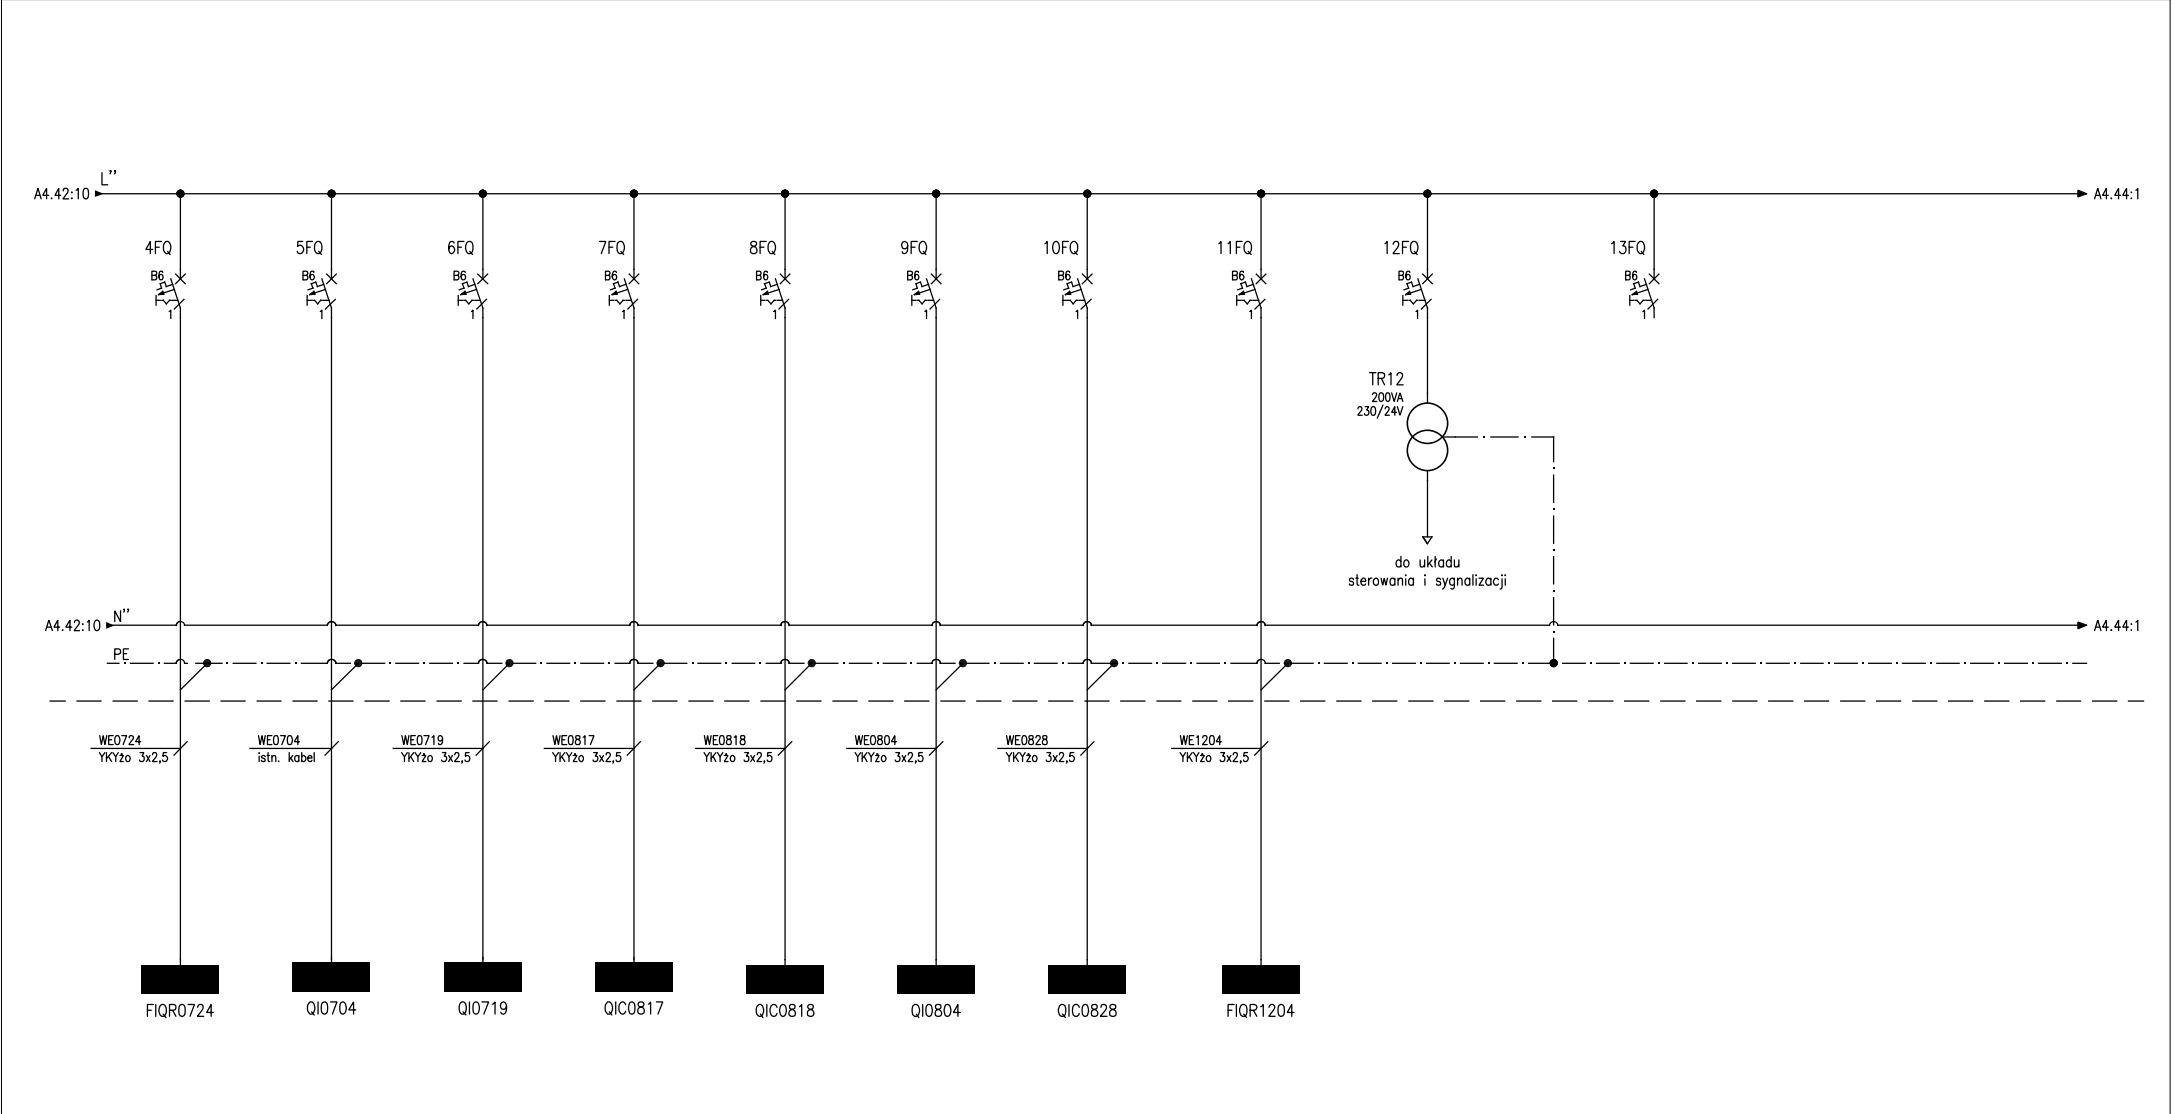 L’’
A4.42:10
A4.44:1
4FQ
5FQ
6FQ
7FQ
8FQ
9FQ
10FQ
11FQ
12FQ
13FQ
B6
B6
B6
B6
B6
B6
B6
B6
B6
B6
1
1
1
1
1
1
1
1
1
1
TR12
200VA
230/24V
do układu
sterowania i sygnalizacji
N’’
A4.42:10
A4.44:1
PE
WE0724
YKYżo 3x2,5
WE0704
istn. kabel
WE0719
YKYżo 3x2,5
WE0817
YKYżo 3x2,5
WE0818
YKYżo 3x2,5
WE0804
YKYżo 3x2,5
WE0828
YKYżo 3x2,5
WE1204
YKYżo 3x2,5
FIQR0724
QI0704
QI0719
QIC0817
QIC0818
QI0804
QIC0828
FIQR1204